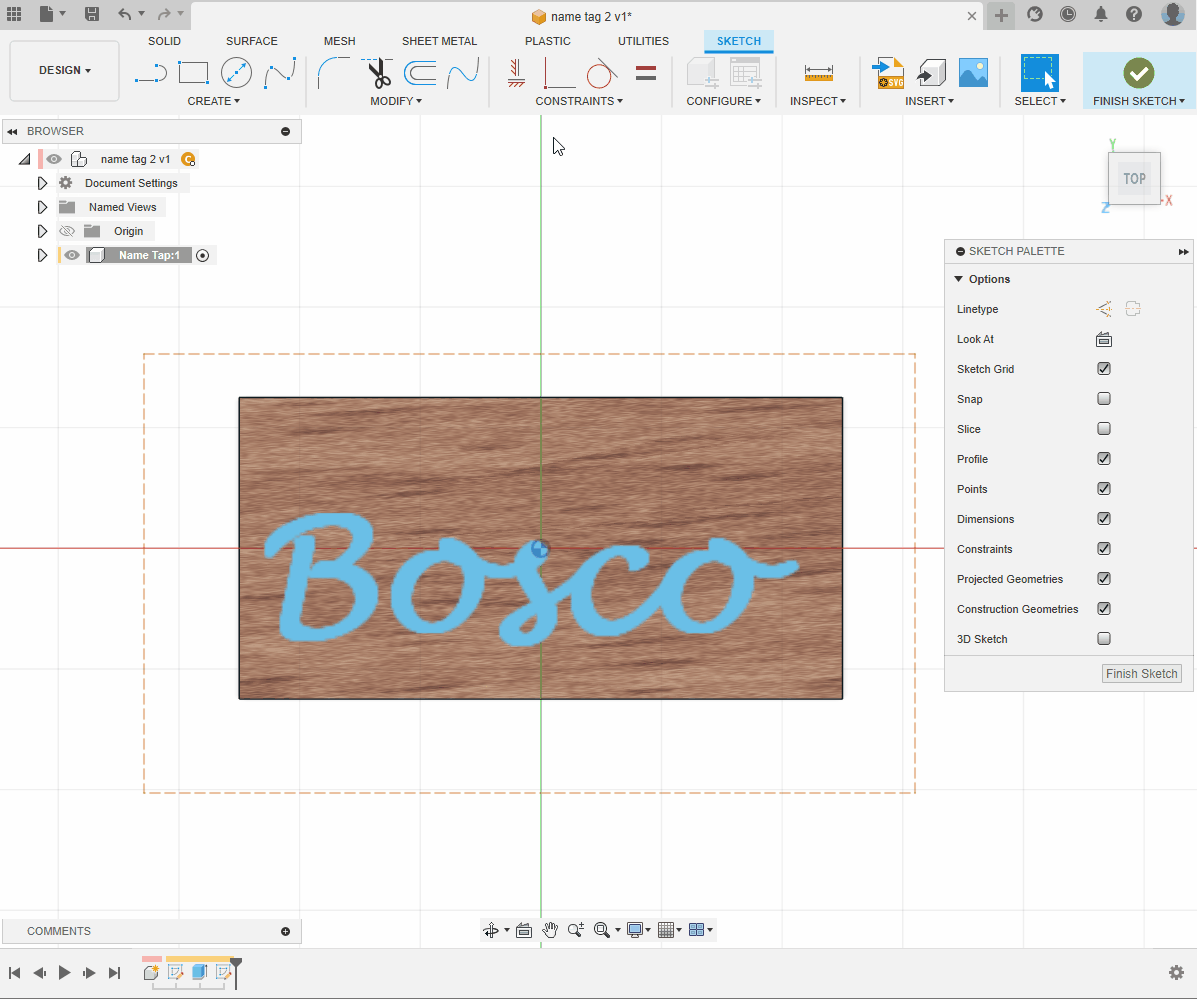 name tag 2 v1*
SOLID SURFACE MESH SHEET METAL PLASTIC UTILITIES SKETCH
DESIGN
CREATE MODIFY CONSTRAINTS CONFIGURE INSPECT INSERT SELECT FINISH SKETCH
SVG
BROWSER
name tag 2 v1
C
Document Settings
Named Views
Origin
Name Tap:1
Y
TOP
X
Z
SKETCH PALETTE
Options
Linetype
Look At
Sketch Grid
Snap
Slice
Profile
Points
Dimensions
Constraints
Projected Geometries
Construction Geometries
3D Sketch
Finish Sketch
Bosco
COMMENTS